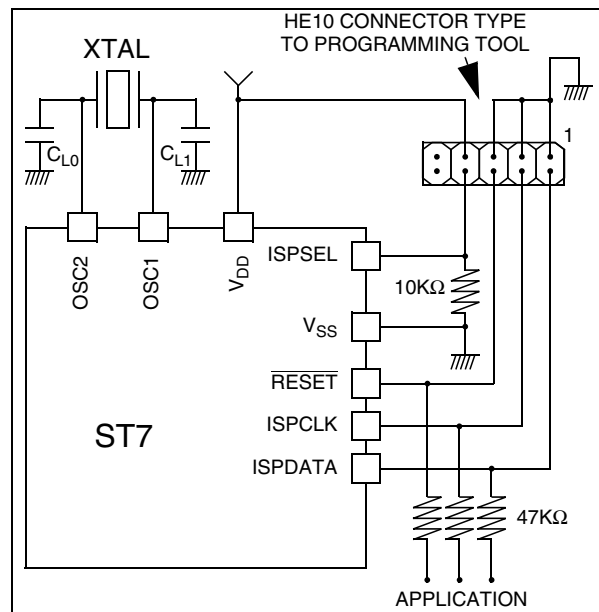 HE10 CONNECTOR TYPE
TO PROGRAMMING TOOL
XTAL
1
CL0
CL1
ISPSEL
OSC2
OSC1
VDD
10KΩ
VSS
RESET
ISPCLK
ST7
ISPDATA
47KΩ
APPLICATION